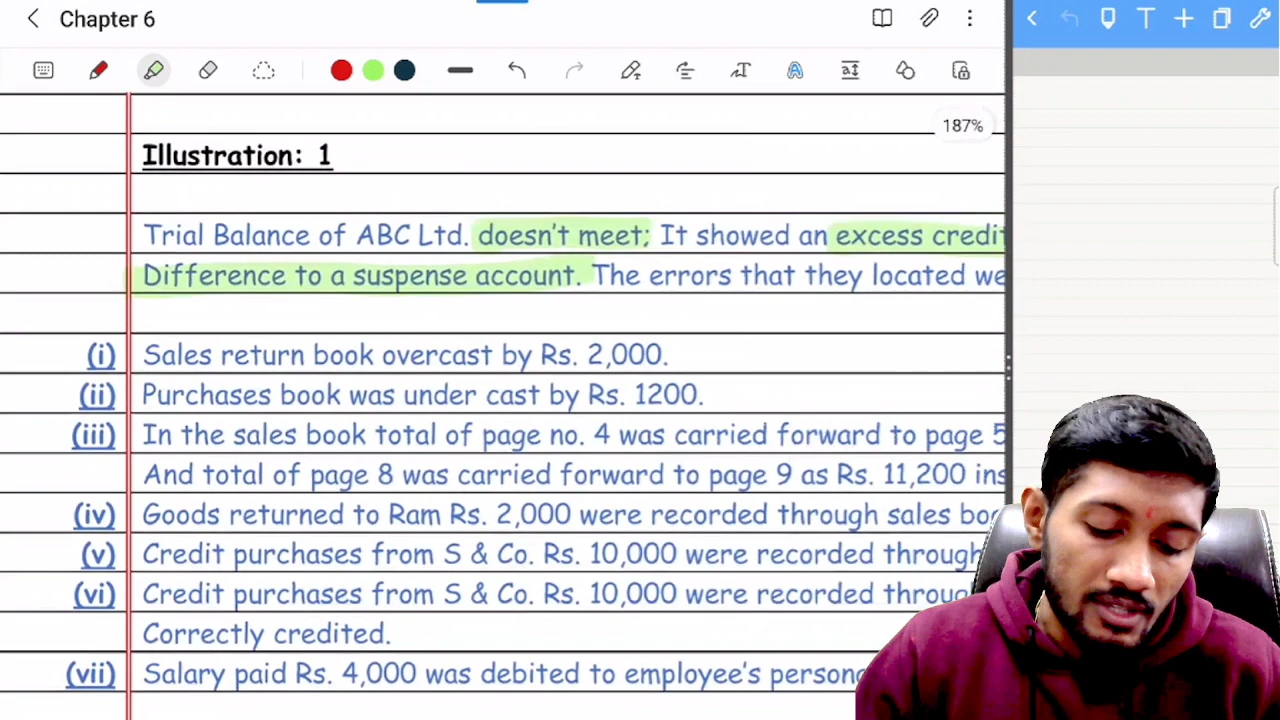 Chapter 6
187%
Illustration: 1
Trial Balance of ABC Ltd. doesn't meet; It showed an excess credit
Difference to a suspense account. The errors that they located we
(i) Sales return book overcast by Rs. 2,000.
(ii) Purchases book was under cast by Rs. 1200.
(iii) In the sales book total of page no. 4 was carried forward to page 5
And total of page 8 was carried forward to page 9 as Rs. 11,200 ins
(iv) Goods returned to Ram Rs. 2,000 were recorded through sales boo
(v) Credit purchases from S & Co. Rs. 10,000 were recorded through
(vi) Credit purchases from S & Co. Rs. 10,000 were recorded through
Correctly credited.
(vii) Salary paid Rs. 4,000 was debited to employee's persona